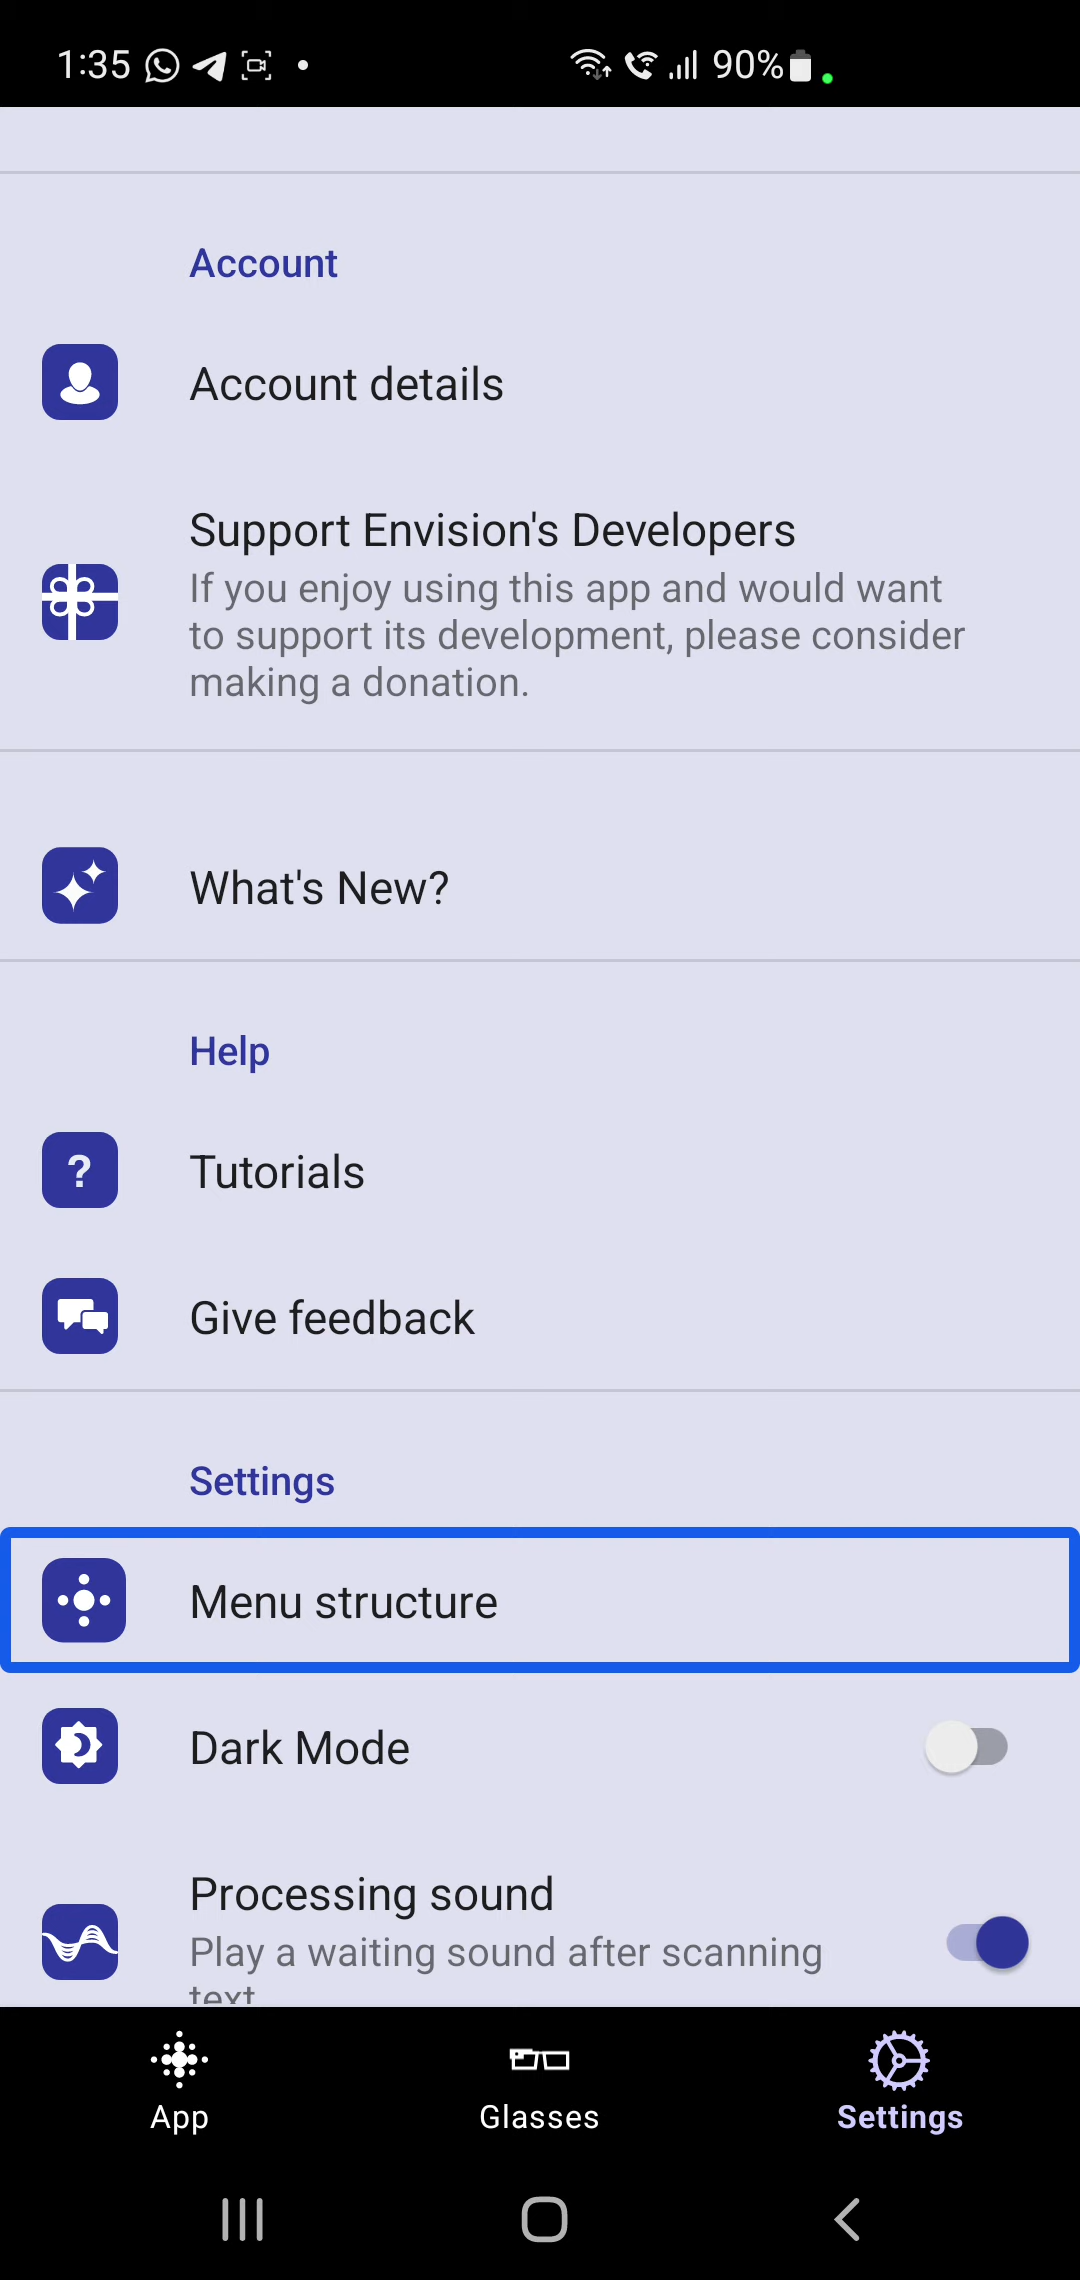 1:35
90%
Account
Account details
Support Envision's Developers
If you enjoy using this app and would want
to support its development, please consider
making a donation.
What's New?
Help
?
Tutorials
Give feedback
Settings
Menu structure
Dark Mode
Processing sound
Play a waiting sound after scanning
text
App
Glasses
Settings